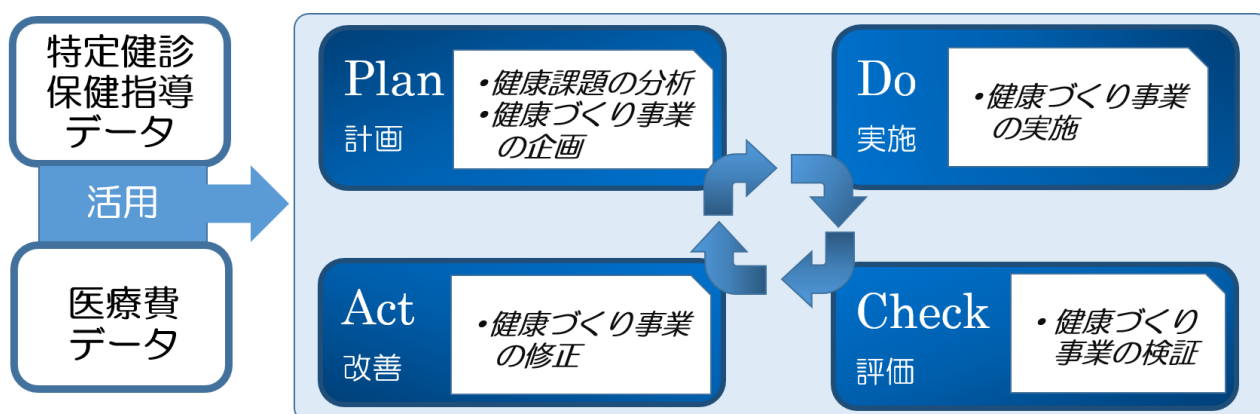 特定健診
保健指導
データ
活用
医療費
データ
Plan
計画
・健康課題の分析
・健康づくり事業
の企画
Do
実施
・健康づくり事業
の実施
Act
改善
・健康づくり事業
の修正
Check
評価
・健康づくり
事業の検証